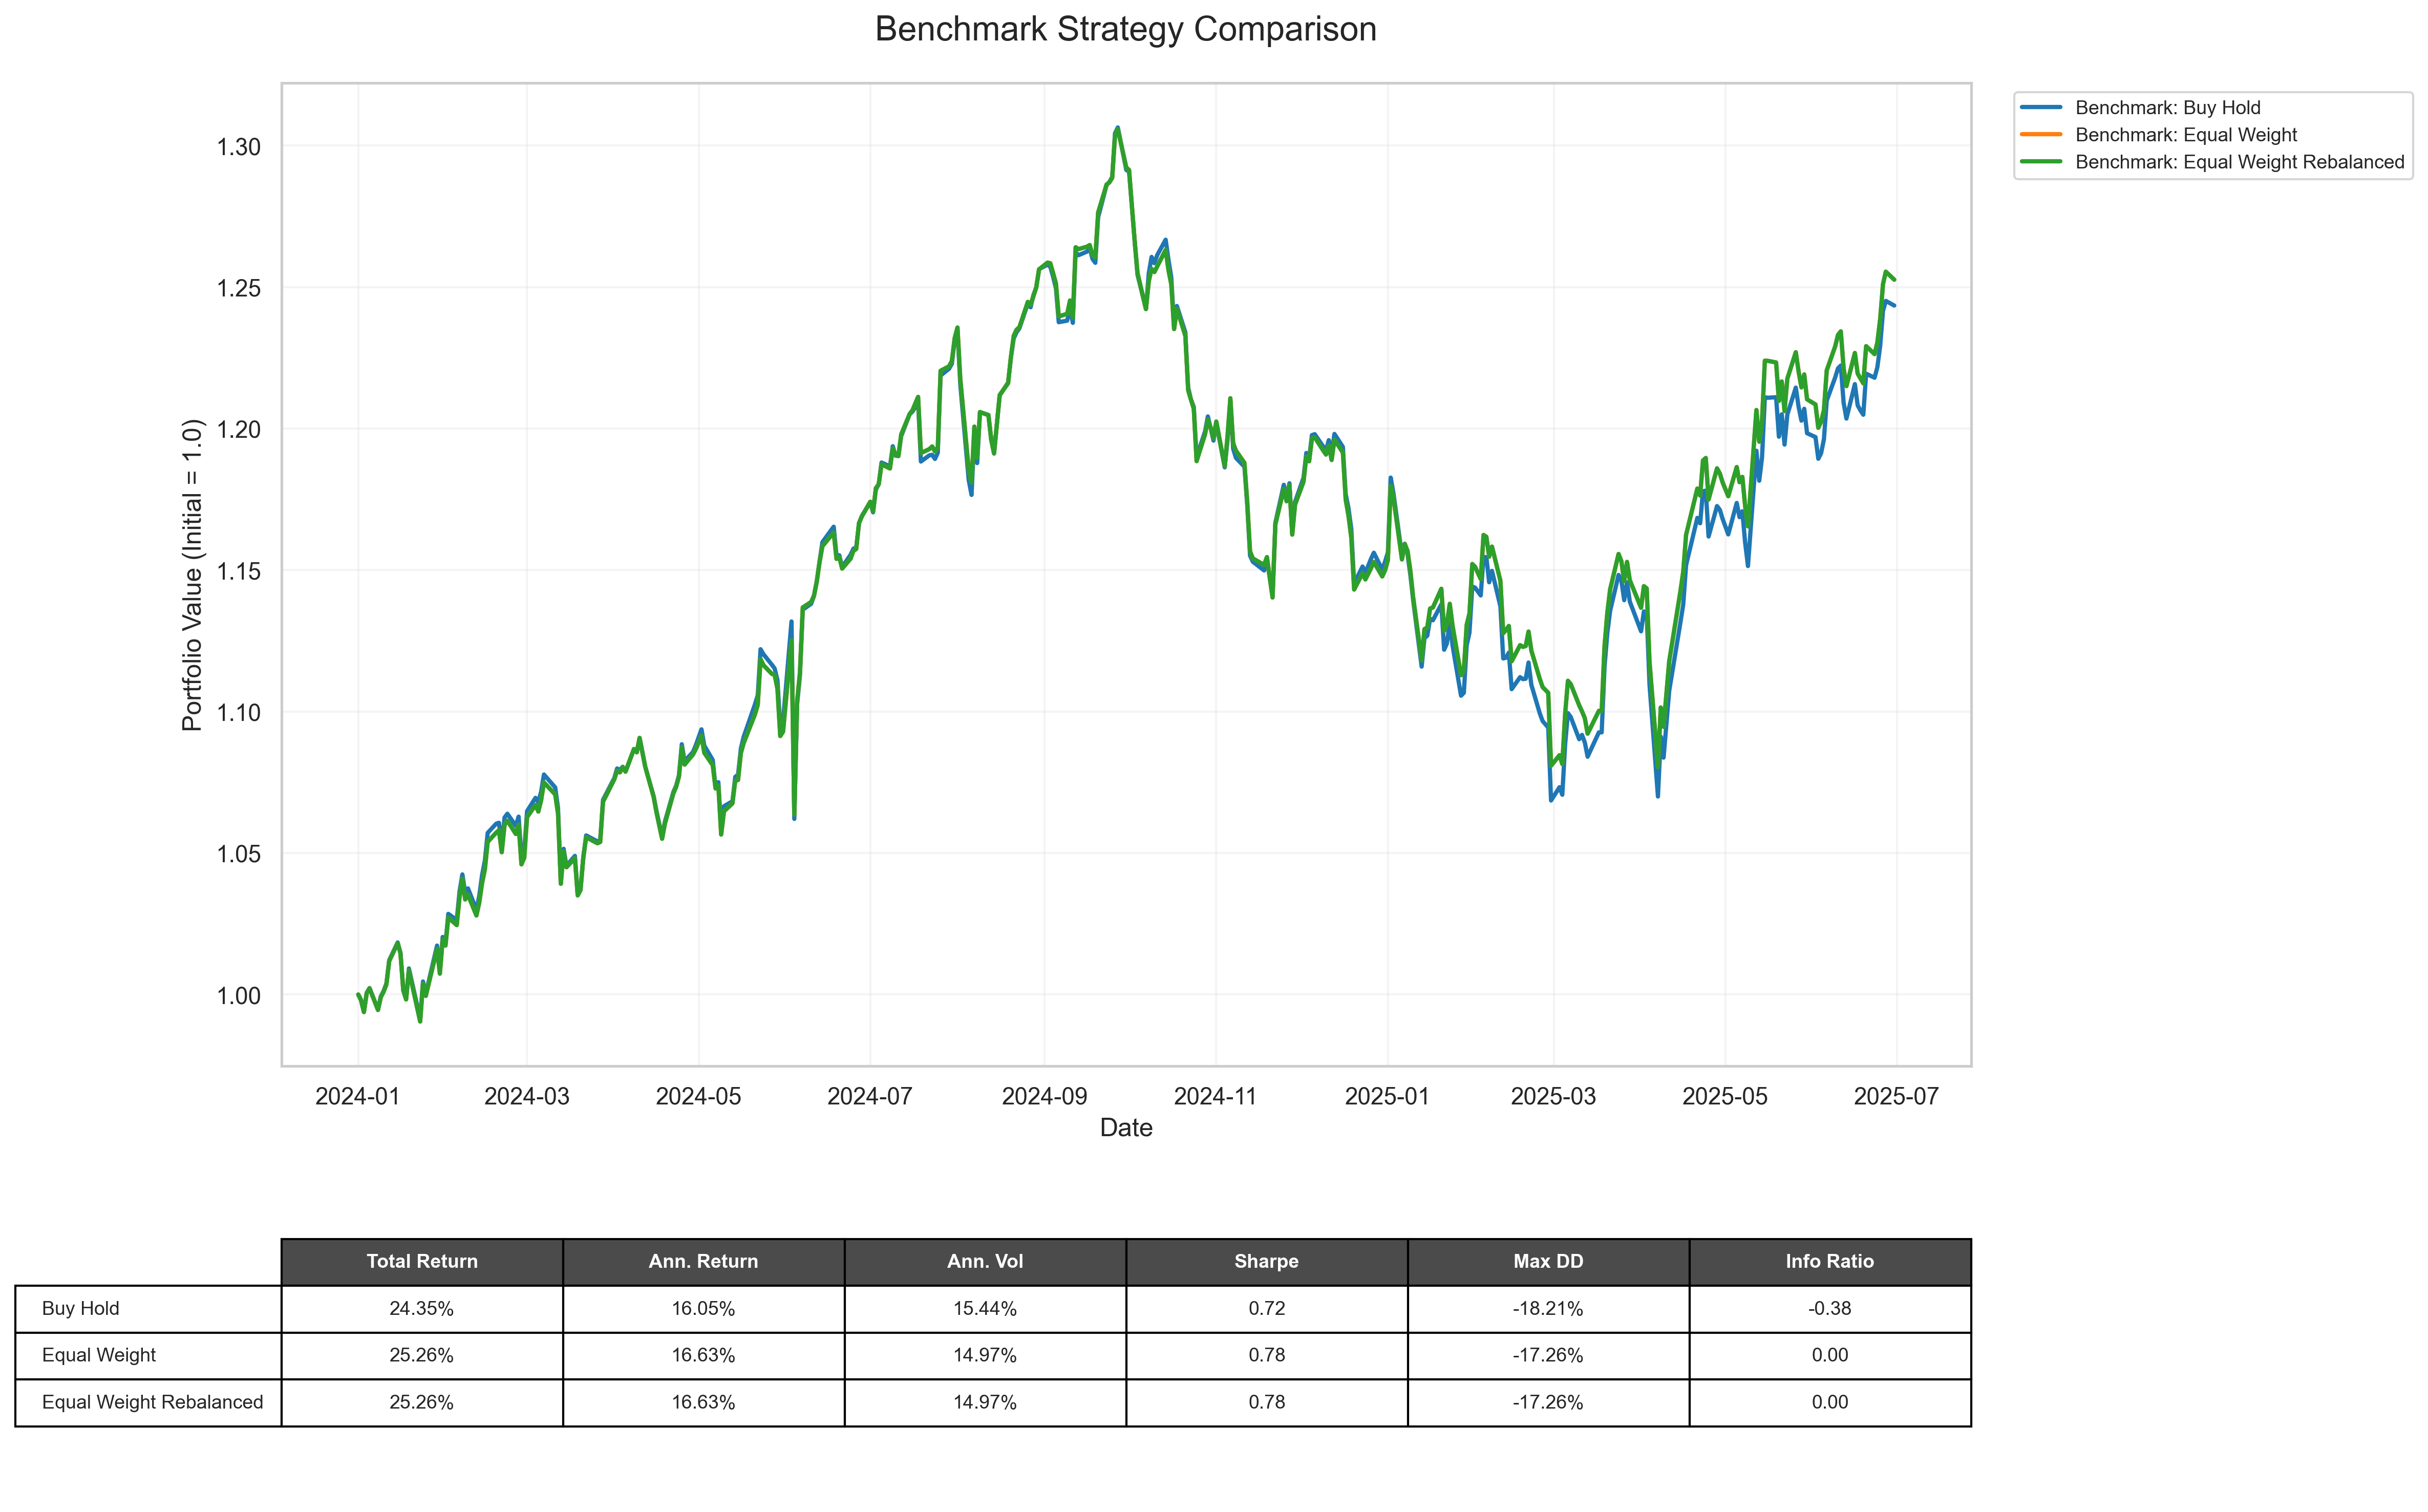 Benchmark Strategy Comparison
Benchmark: Buy Hold
Benchmark: Equal Weight
Benchmark: Equal Weight Rebalanced
Portfolio Value (Initial = 1.0)
1.30
1.25
1.20
1.15
1.10
1.05
1.00
2024-01 2024-03 2024-05 2024-07 2024-09 2024-11 2025-01 2025-03 2025-05 2025-07
Date
Total Return Ann. Return Ann. Vol Sharpe Max DD Info Ratio
Buy Hold 24.35% 16.05% 15.44% 0.72 -18.21% -0.38
Equal Weight 25.26% 16.63% 14.97% 0.78 -17.26% 0.00
Equal Weight Rebalanced 25.26% 16.63% 14.97% 0.78 -17.26% 0.00